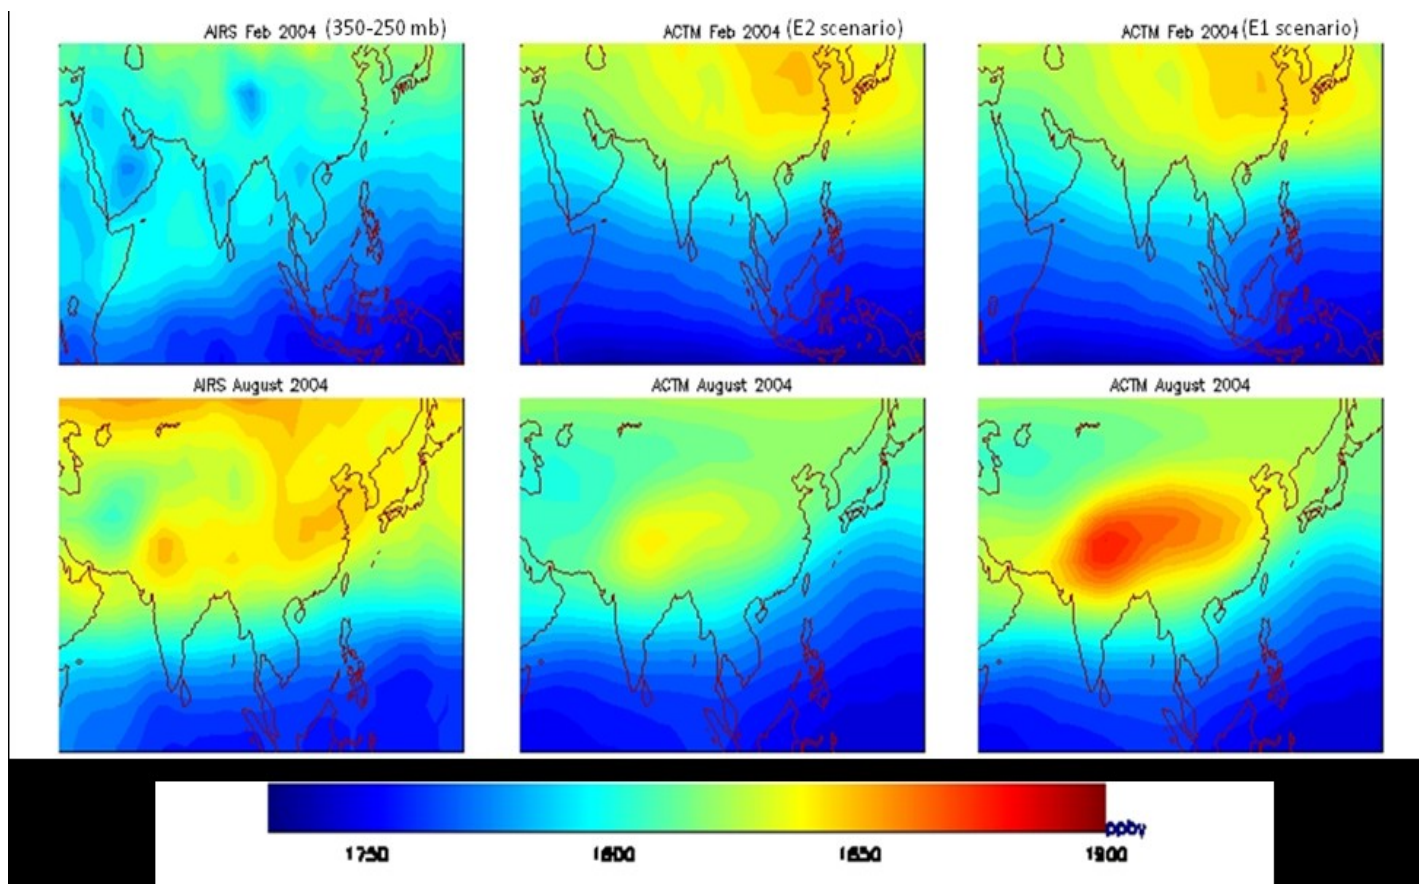 AIRS Feb 2004 (350-250 mb)
ACTM Feb 2004 (E2 scenario)
ACTM Feb 2004 (E1 scenario)
AIRS August 2004
ACTM August 2004
ACTM August 2004
ppbv
1750 1800 1850 1900